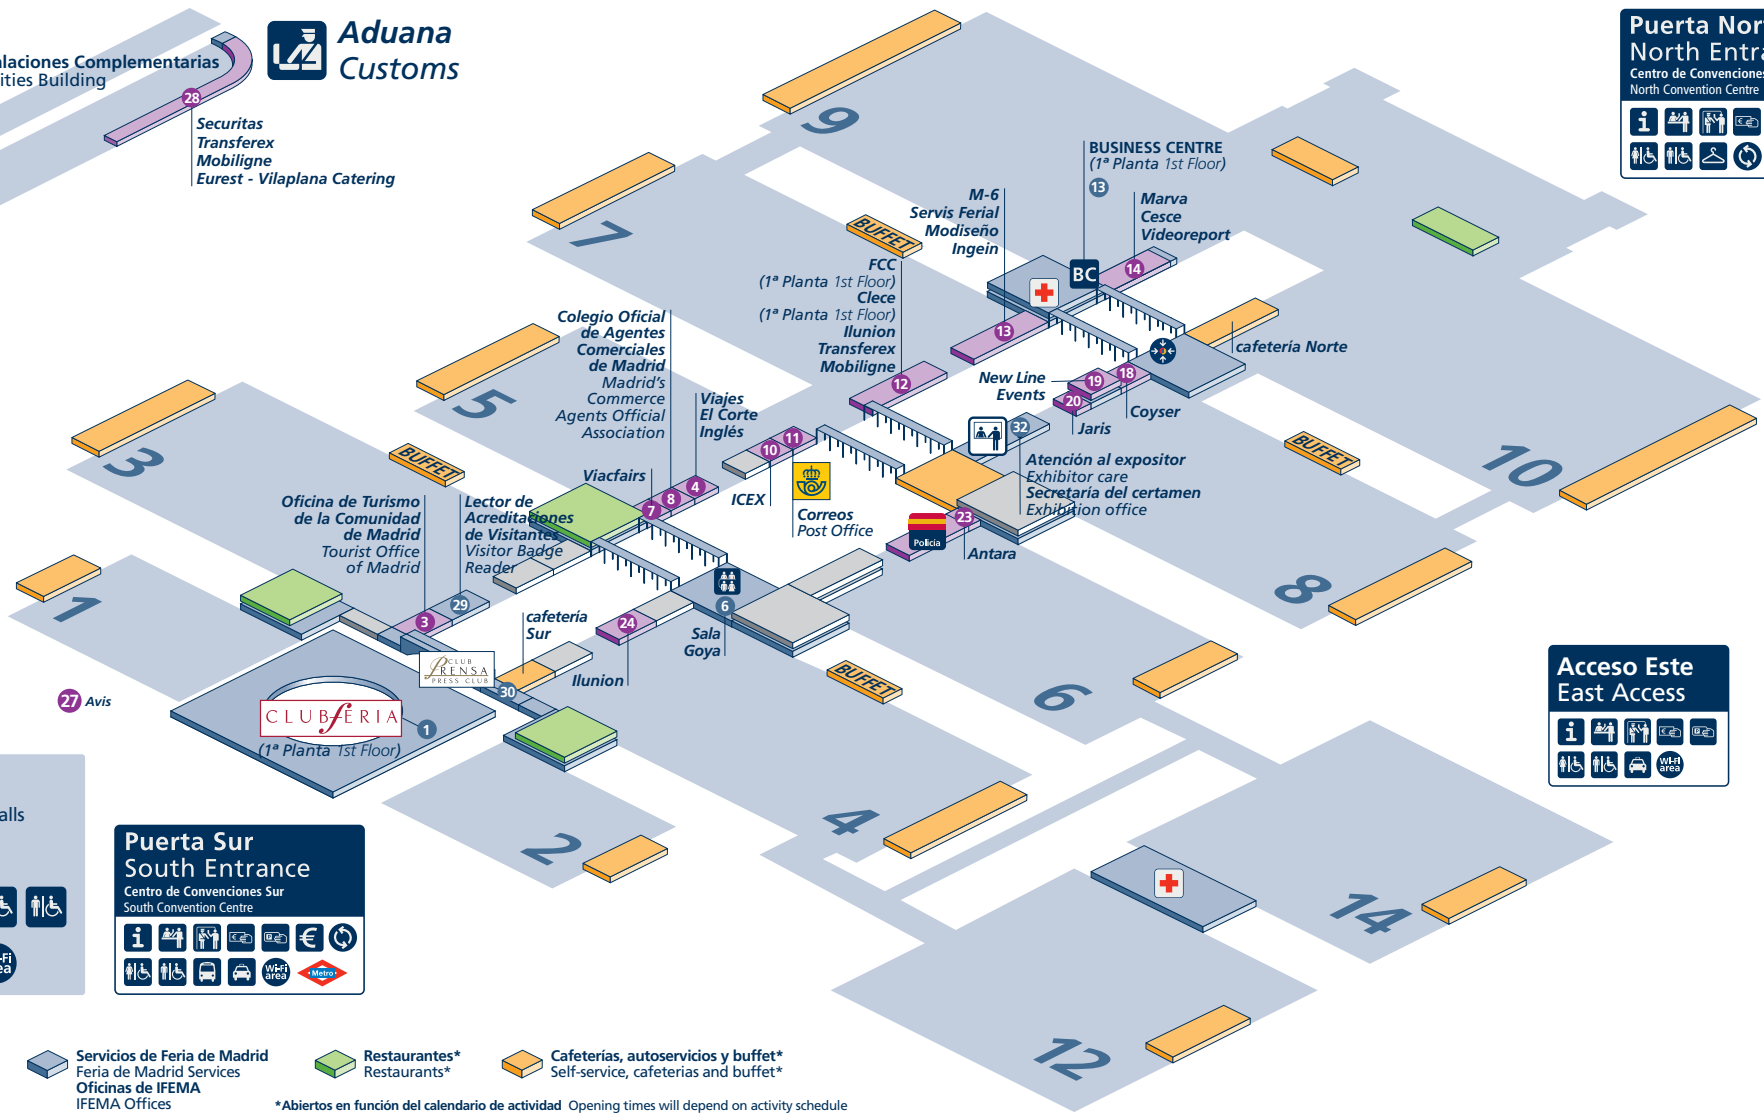 Aduana
Customs
alaciones Complementarias
ities Building
28
Securitas
Transferex
Mobiligne
Eurest - Vilaplana Catering
Puerta Nor
North Entra
Centro de Convenciones
North Convention Centre
9
BUSINESS CENTRE
(1ª Planta 1st Floor)
13
M-6
Servis Ferial
Modiseño
Ingein
Marva
Cesce
Videoreport
7
BUFFET
FCC
(1ª Planta 1st Floor)
Clece
(1ª Planta 1st Floor)
Ilunion
Transferex
Mobiligne
BC
14
13
Colegio Oficial
de Agentes
Comerciales
de Madrid
Madrid's
Commerce
Agents Official
Association
cafetería Norte
New Line
Events
19
18
20
Coyser
Jaris
12
5
Viajes
El Corte
Inglés
3
BUFFET
11
10
32
BUFFET
10
Atención al expositor
Exhibitor care
Secretaría del certamen
Exhibition office
Viacfairs
4
8
7
ICEX
Correos
Post Office
Oficina de Turismo
de la Comunidad
de Madrid
Tourist Office
of Madrid
Lector de
Acreditaciones
de Visitantes
Visitor Badge
Reader
23
Policía
Antara
8
1
29
3
6
24
cafetería
Sur
Sala
Goya
CLUB
PRENSA
PRESS CLUB
30
Ilunion
BUFFET
6
Acceso Este
East Access
27 Avis
CLUBFERIA
1
(1ª Planta 1st Floor)
Wi-Fi
area
alls
4
2
Puerta Sur
South Entrance
Centro de Convenciones Sur
South Convention Centre
Wi-Fi
area
Metro
14
-Fi
ea
12
Servicios de Feria de Madrid
Feria de Madrid Services
Oficinas de IFEMA
IFEMA Offices
Restaurantes*
Restaurants*
Cafeterías, autoservicios y buffet*
Self-service, cafeterias and buffet*
*Abiertos en función del calendario de actividad Opening times will depend on activity schedule